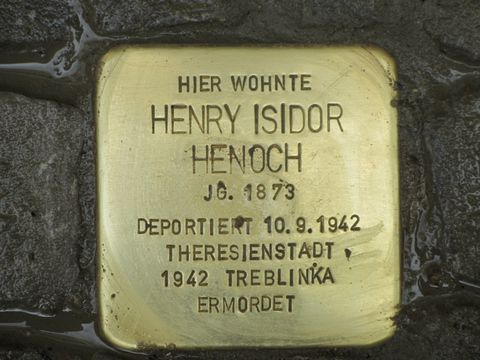 HIER WOHNTE
HENRY ISIDOR
HENOCH
JG. 1873
DEPORTIERT 10.9.1942
THERESIENSTADT
1942 TREBLINKA
ERMORDET